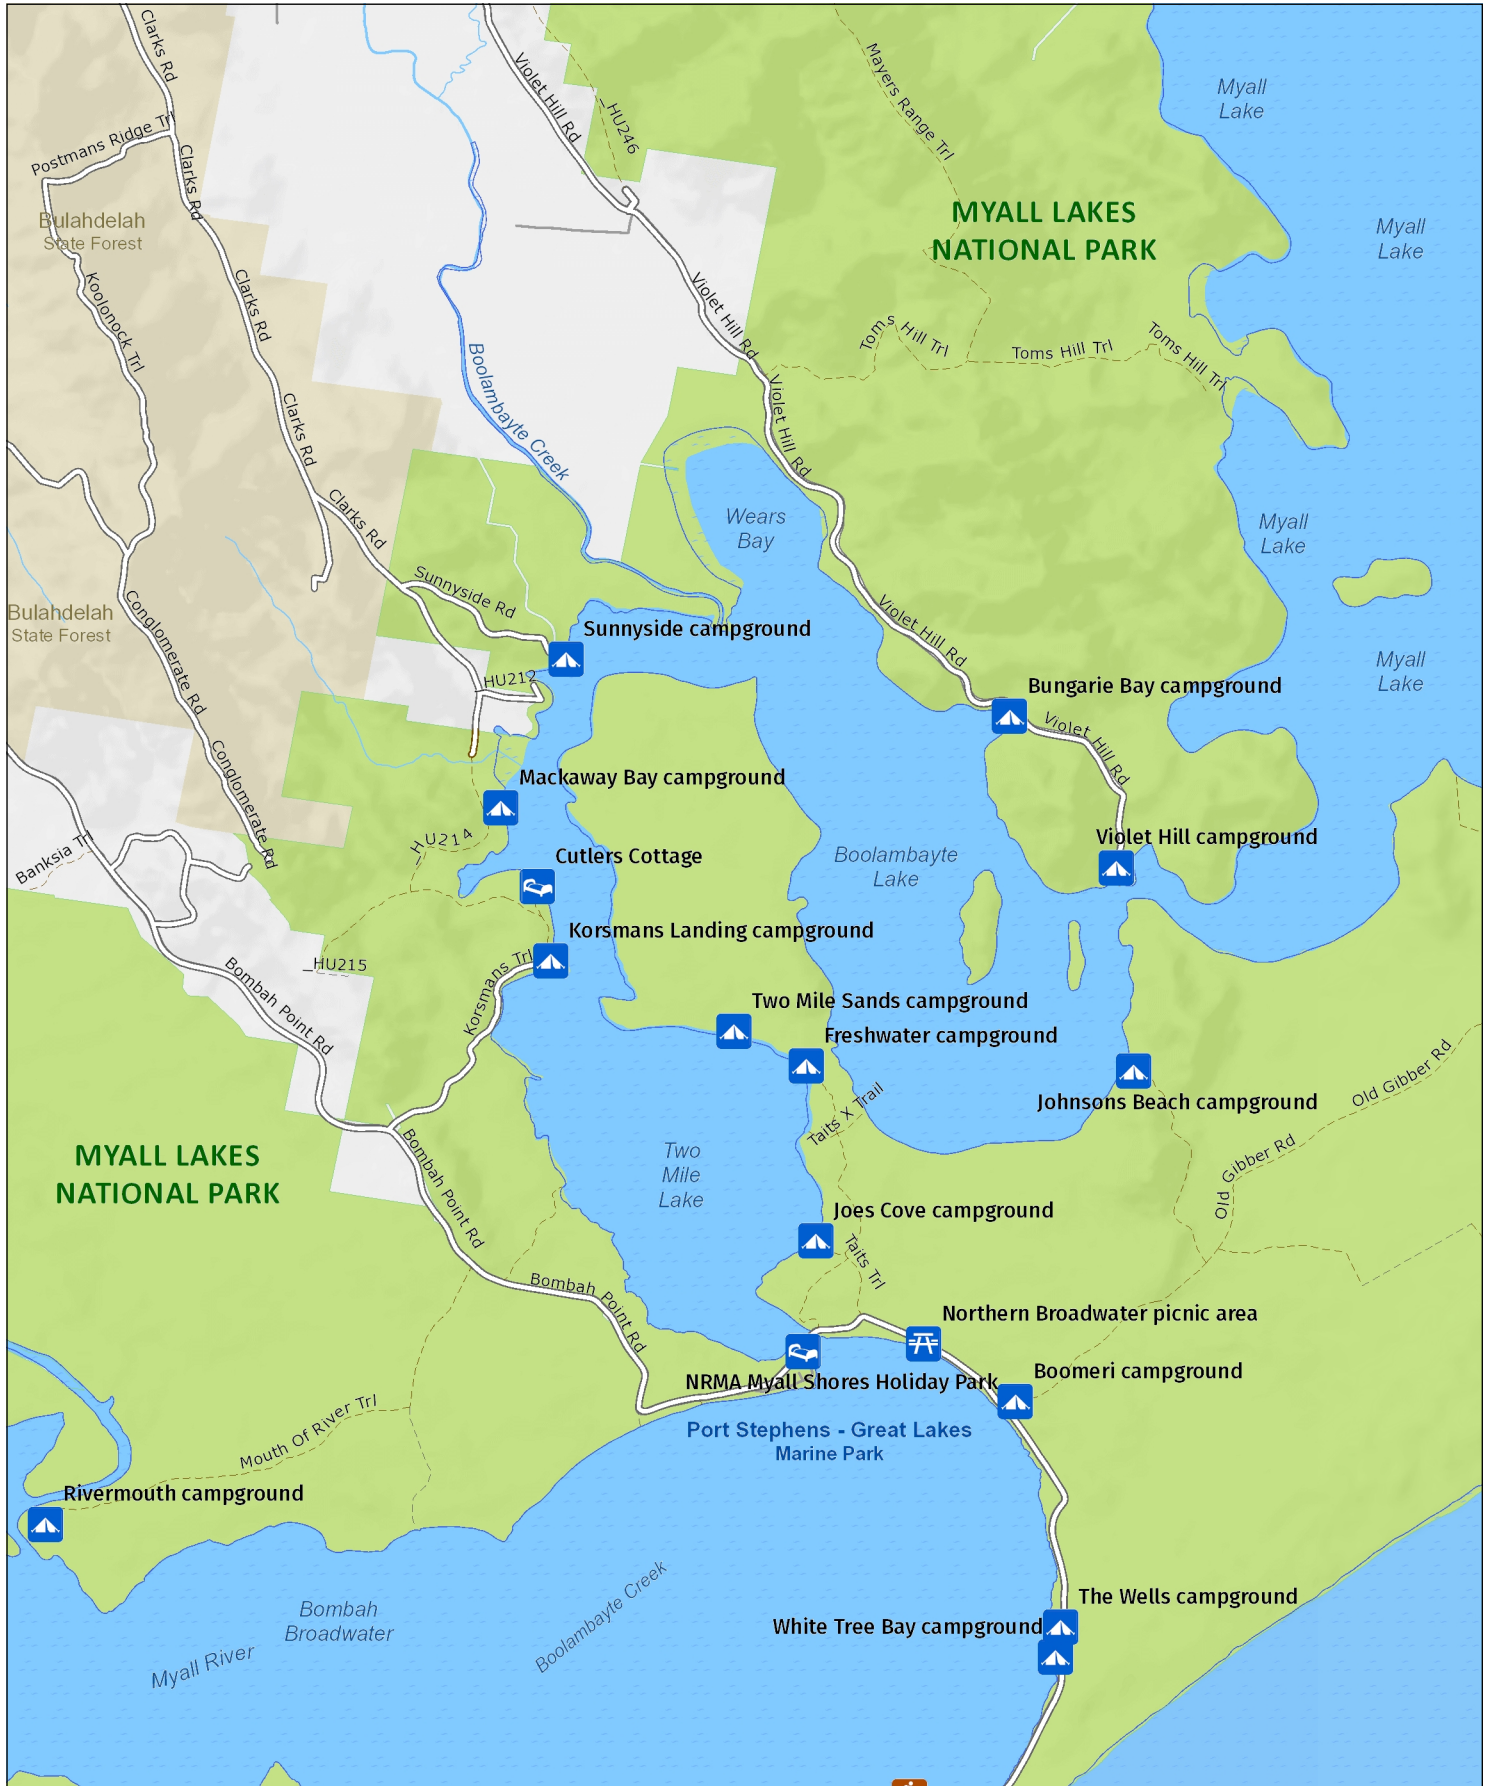 Clarks Rd
Violet Hill Rd
HU246
Mayers Range Trl
Myall
Lake
Postmans Ridge Trl
Clarks Rd
Bulahdelah
State Forest
MYALL LAKES
NATIONAL PARK
Myall
Lake
Koolonock Trl
Clarks Rd
Violet Hill Rd
Toms Hill Trl
Toms Hill Trl
Toms Hill Trl
Boolambayte Creek
Violet Hill Rd
Clarks Rd
Clarks Rd
Wears
Bay
Myall
Lake
Sunnyside Rd
Bulahdelah
State Forest
Conglomerate Rd
Sunnyside campground
Violet Hill Rd
Myall
Lake
HU212
Bungarie Bay campground
Violet Hill Rd
Conglomerate Rd
Mackaway Bay campground
HU214
Banksia Trl
Cutlers Cottage
Boolambayte
Lake
Violet Hill campground
Korsmans Landing campground
HU215
Bombah Point Rd
Korsmans Trl
Two Mile Sands campground
Freshwater campground
Taits X Trail
Johnsons Beach campground
Old Gibber Rd
Old Gibber Rd
MYALL LAKES
NATIONAL PARK
Bombah Point Rd
Two
Mile
Lake
Joes Cove campground
Taits Trl
Bombah Point Rd
Northern Broadwater picnic area
NRMA Myall Shores Holiday Park
Boomeri campground
Mouth Of River Trl
Port Stephens - Great Lakes
Marine Park
Rivermouth campground
The Wells campground
White Tree Bay campground
Bombah
Broadwater
Myall River
Boolambayte Creek